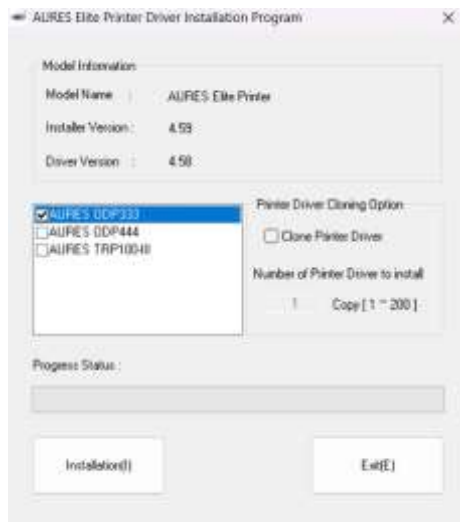 AURES Elite Printer Driver Installation Program
Model Information
Model Name : AURES Elite Printer
Installer Version : 4.59
Driver Version : 4.58
AURES ODP333
AURES ODP444
AURES TRP100-III
Printer Driver Cloning Option
Clone Printer Driver
Number of Printer Driver to install
1 Copy [ 1 ~ 200 ]
Progress Status :
Installation(I)
Exit(E)